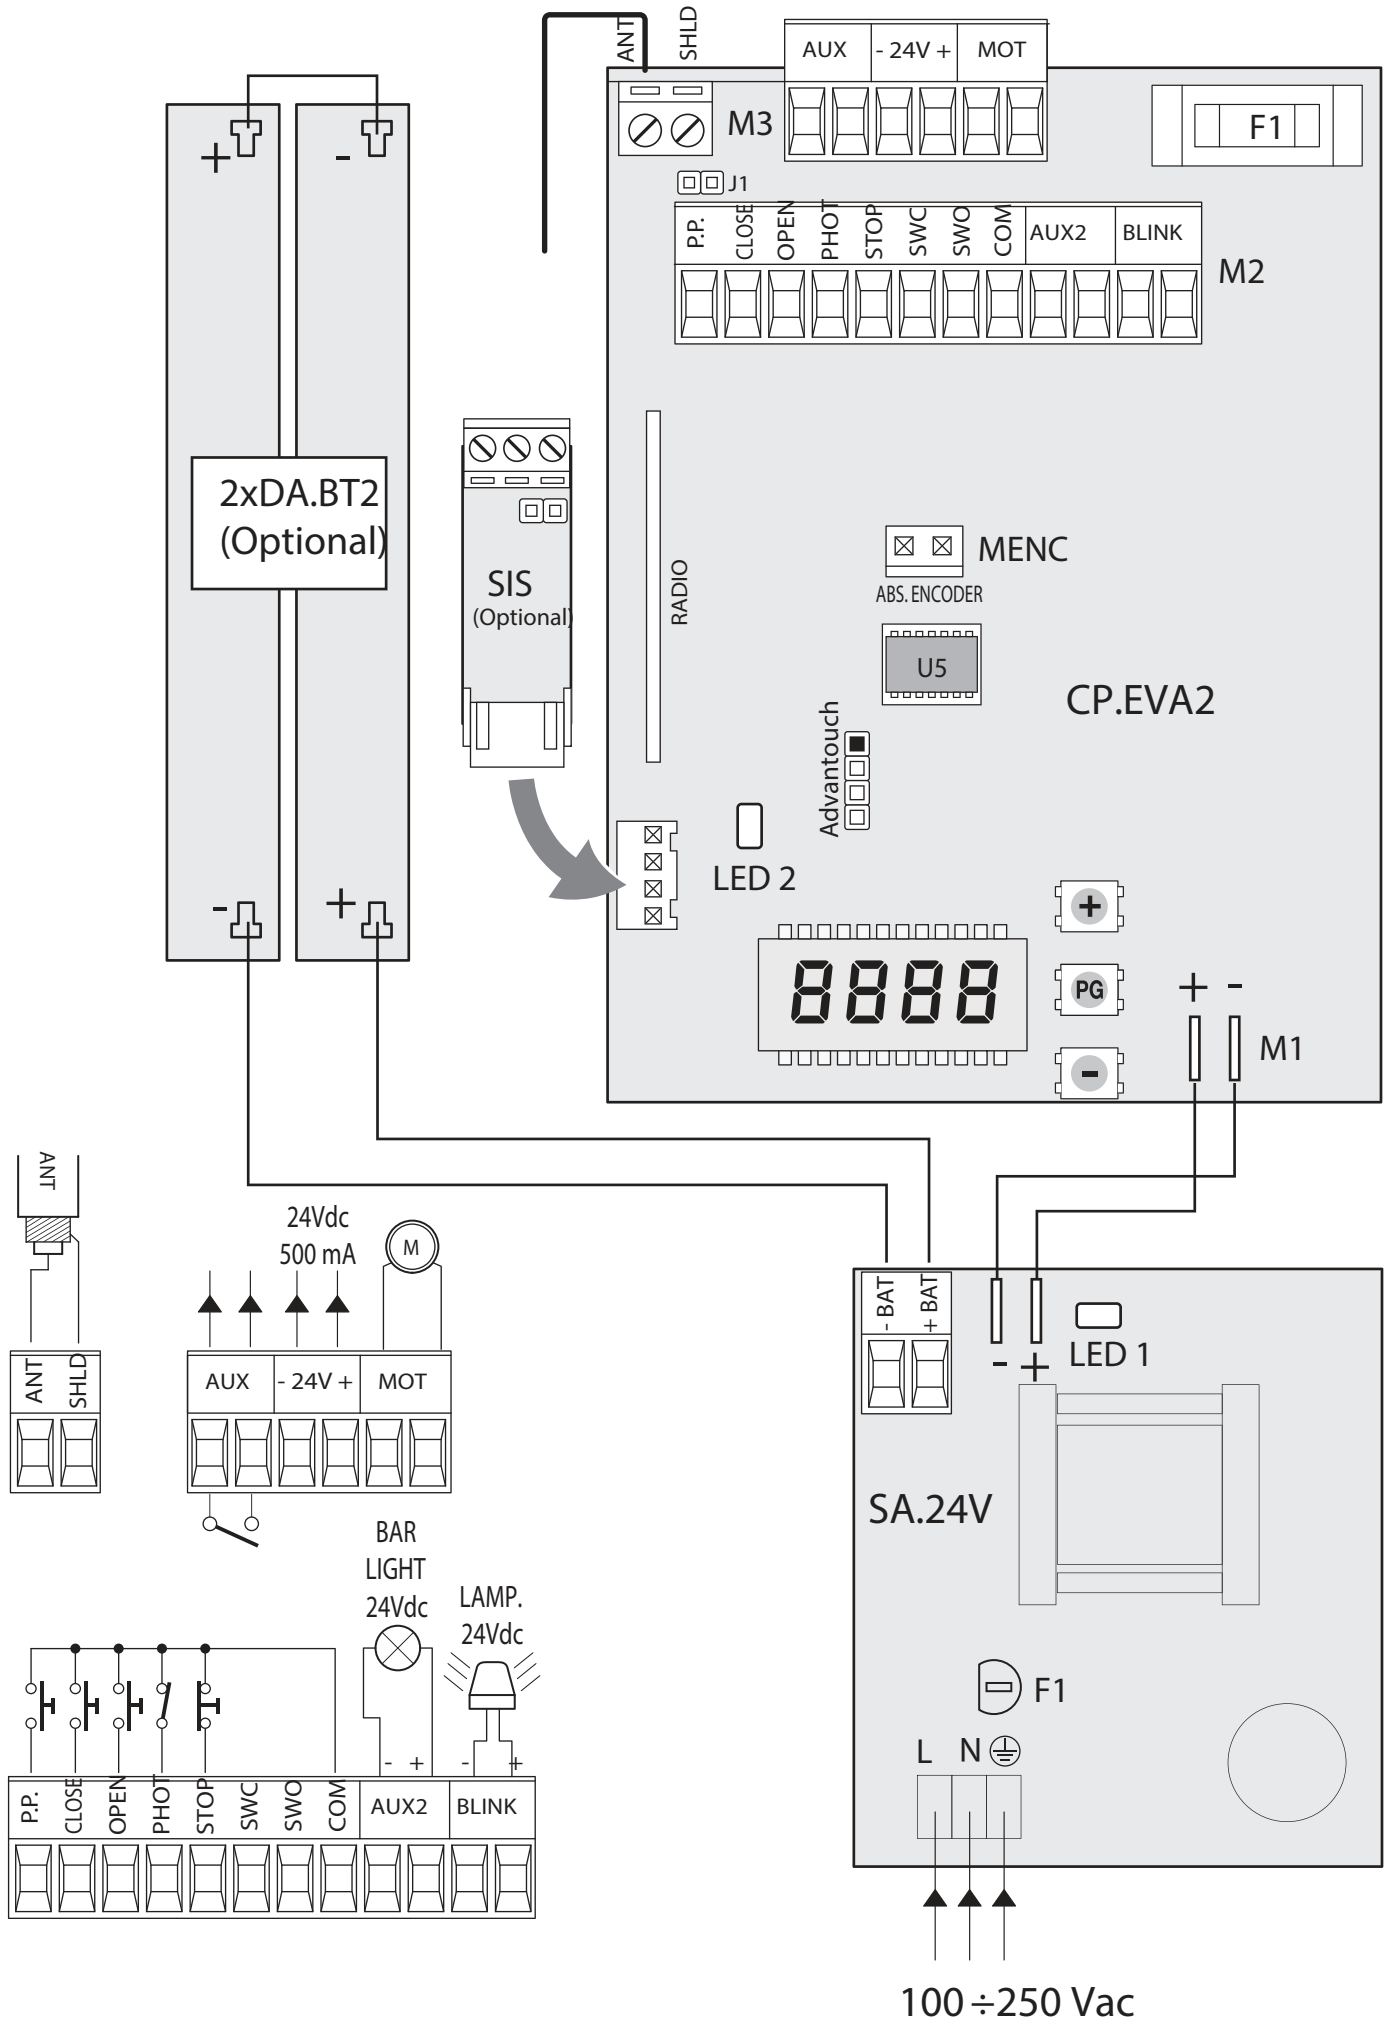 ANT SHLD
AUX - 24V + MOT
M3
F1
J1
P.P. CLOSE OPEN PHOT STOP SWC SWO COM AUX2 BLINK
M2
+ -
2xDA.BT2
(Optional)
- +
SIS
(Optional)
RADIO
MENC
ABS. ENCODER
U5
CP.EVA2
Advantouch
LED 2
8888
+
PG
-
+ -
M1
ANT
ANT SHLD
24Vdc
500 mA
M
AUX - 24V + MOT
BAR
LIGHT
24Vdc
LAMP.
24Vdc
- + - +
P.P. CLOSE OPEN PHOT STOP SWC SWO COM AUX2 BLINK
- BAT + BAT
- +
LED 1
SA.24V
F1
L N
100 ÷250 Vac